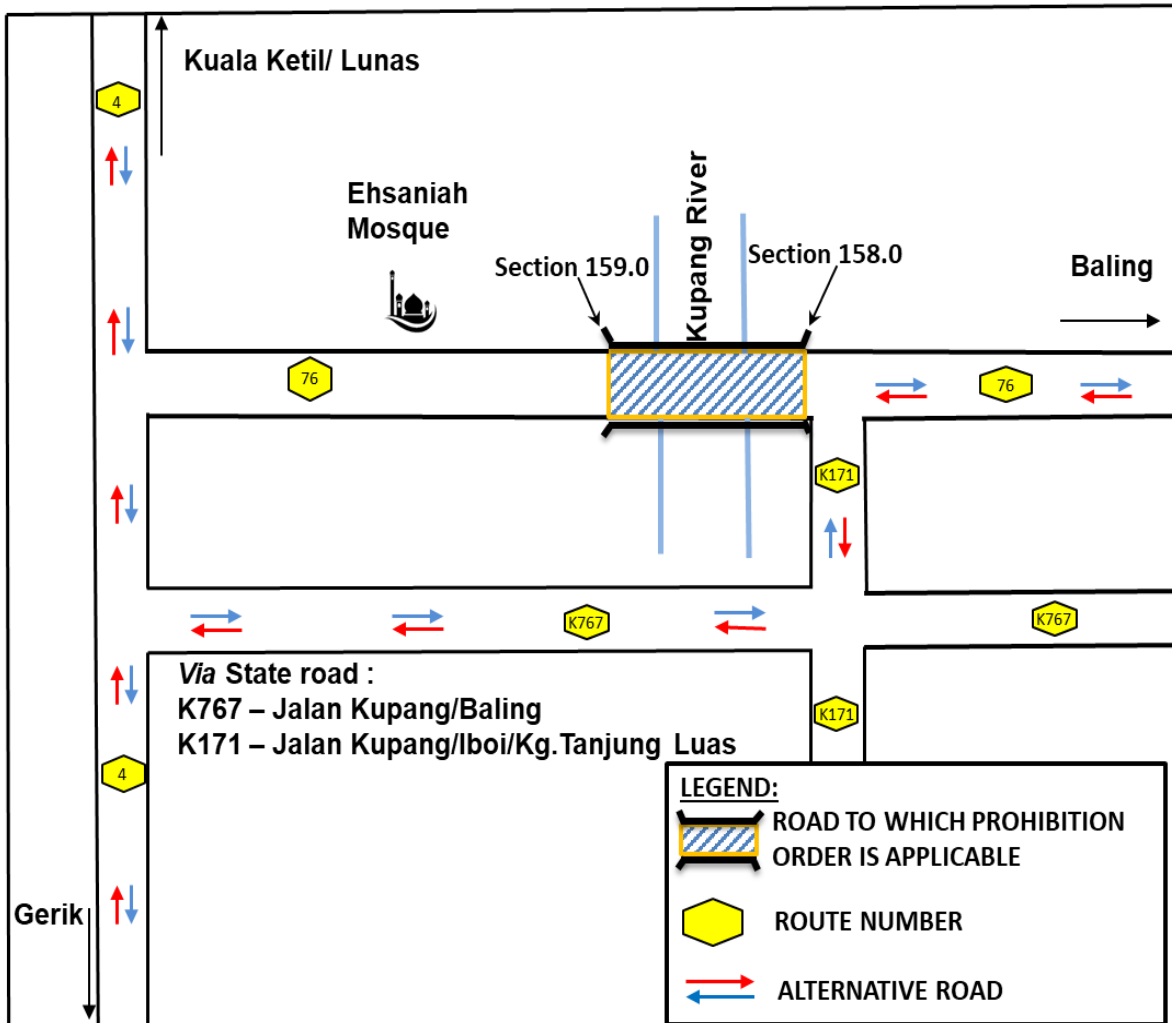 Kuala Ketil/ Lunas
4
Ehsaniah
Mosque
Kupang River
Section 159.0
Section 158.0
Baling
76
76
K171
K767
K767
Via State road :
K767 – Jalan Kupang/Baling
K171 – Jalan Kupang/Iboi/Kg.Tanjung Luas
K171
4
Gerik
LEGEND:
ROAD TO WHICH PROHIBITION
ORDER IS APPLICABLE
ROUTE NUMBER
ALTERNATIVE ROAD